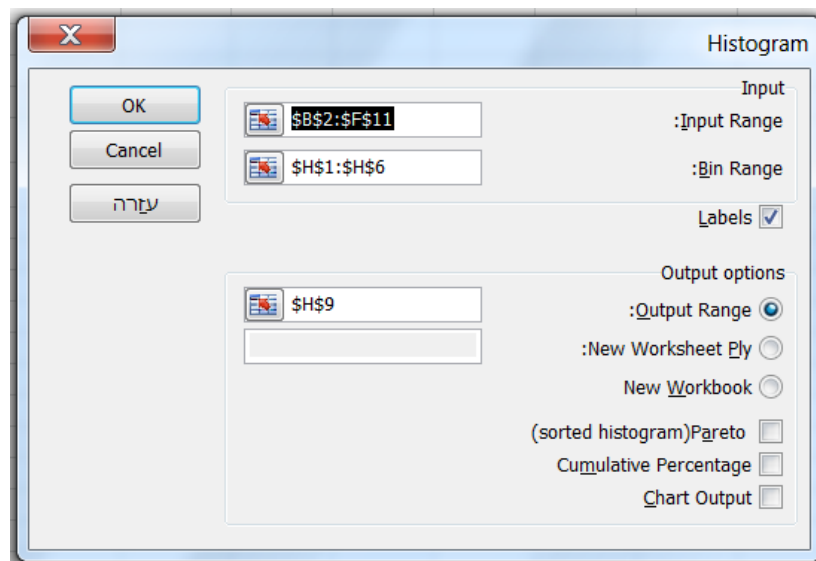 Histogram
Input
:Input Range
$B$2:$F$11
:Bin Range
$H$1:$H$6
Labels
OK
Cancel
עזרה
Output options
:Output Range
$H$9
:New Worksheet Ply
New Workbook
(sorted histogram)Pareto
Cumulative Percentage
Chart Output